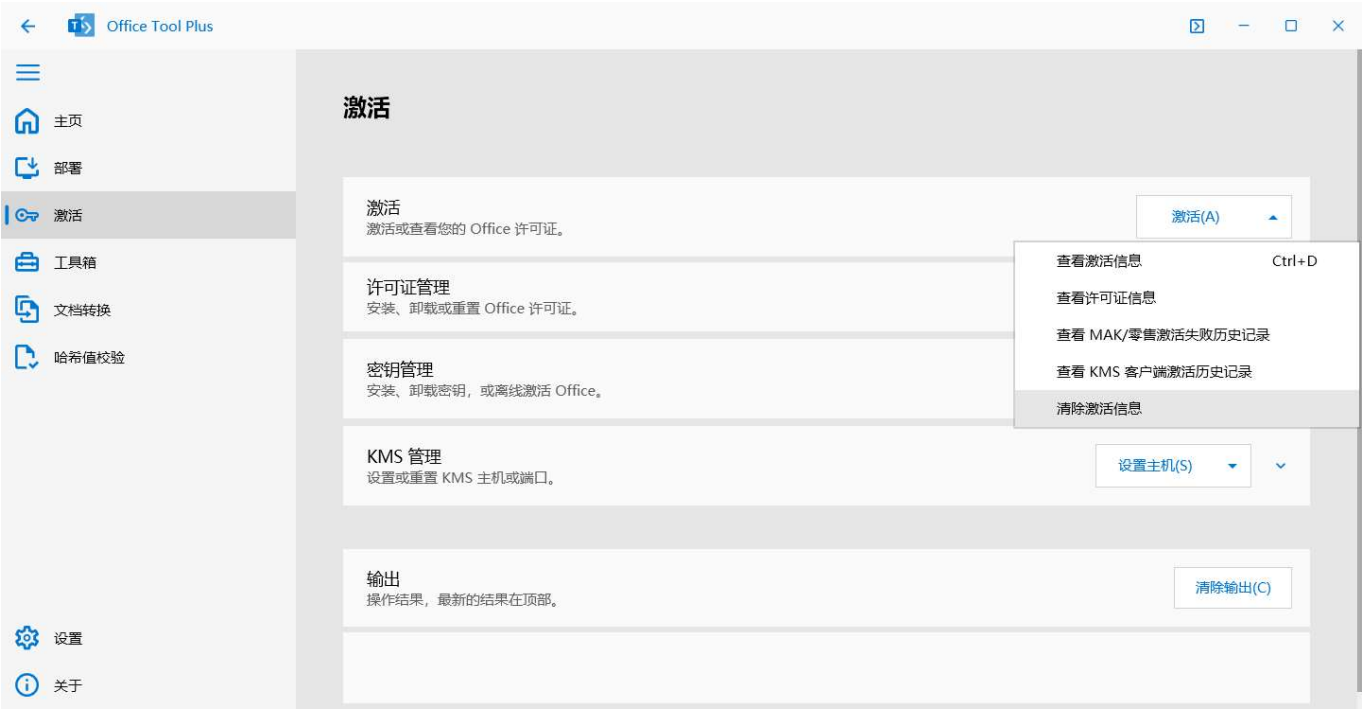 Office Tool Plus
主页
部署
激活
工具箱
文档转换
哈希值校验
设置
关于
激活
激活
激活或查看您的 Office 许可证。
激活(A)
查看激活信息 Ctrl+D
查看许可证信息
查看 MAK/零售激活失败历史记录
查看 KMS 客户端激活历史记录
清除激活信息
许可证管理
安装、卸载或重置 Office 许可证。
密钥管理
安装、卸载密钥，或离线激活 Office。
KMS 管理
设置或重置 KMS 主机或端口。
设置主机(S)
输出
操作结果，最新的结果在顶部。
清除输出(C)